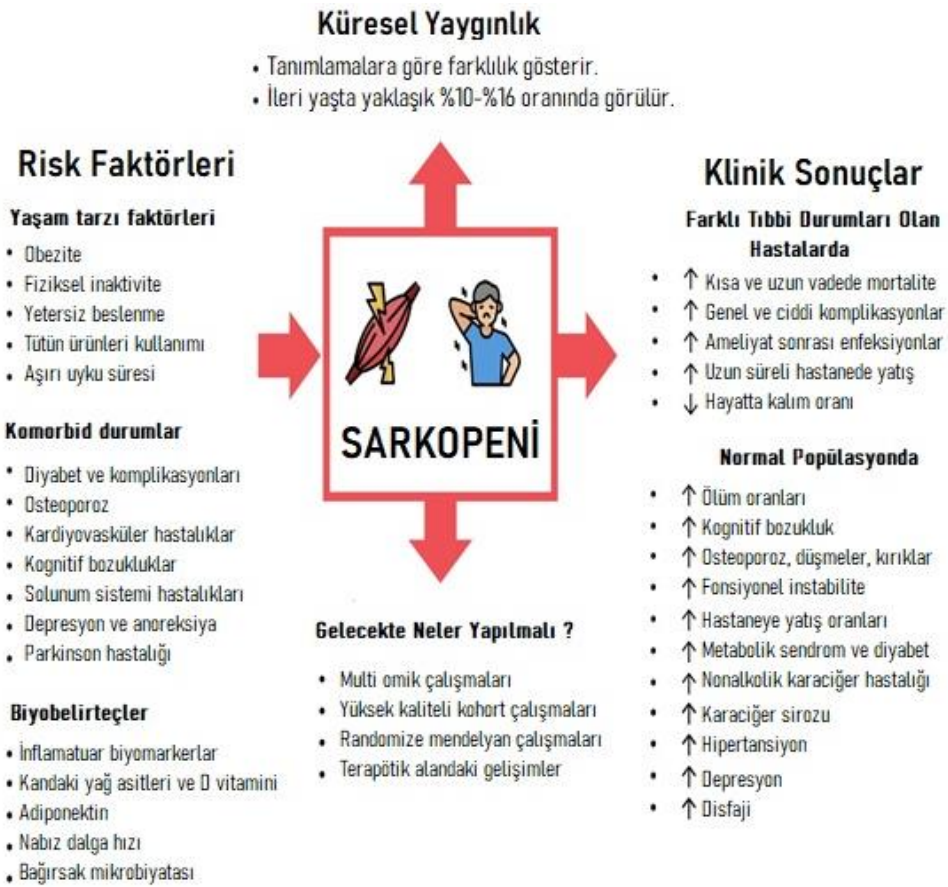 Küresel Yaygınlık
• Tanımlamalara göre farklılık gösterir.
• İleri yaşta yaklaşık %10-%16 oranında görülür.
Risk Faktörleri
Yaşam tarzı faktörleri
• Obezite
• Fiziksel inaktivite
• Yetersiz beslenme
• Tütün ürünleri kullanımı
• Aşırı uyku süresi
Komorbid durumlar
• Diyabet ve komplikasyonları
• Osteoporoz
• Kardiyovasküler hastalıklar
• Kognitif bozukluklar
• Solunum sistemi hastalıkları
• Depresyon ve anoreksiya
• Parkinson hastalığı
Biyobelirteçler
• İnflamatuar biyomarkerlar
• Kandaki yağ asitleri ve D vitamini
• Adiponektin
• Nabız dalga hızı
• Bağırsak mikrobiyatası
SARKOPENİ
Gelecekte Neler Yapılmalı ?
• Multi omik çalışmaları
• Yüksek kaliteli kohort çalışmaları
• Randomize mendelyan çalışmaları
• Terapötik alandaki gelişimler
Klinik Sonuçlar
Farklı Tıbbi Durumları Olan
Hastalarda
• ↑ Kısa ve uzun vadede mortalite
• ↑ Genel ve ciddi komplikasyonlar
• ↑ Ameliyat sonrası enfeksiyonlar
• ↑ Uzun süreli hastanede yatış
• ↓ Hayatta kalım oranı
Normal Popülasyonda
• ↑ Ölüm oranları
• ↑ Kognitif bozukluk
• ↑ Osteoporoz, düşmeler, kırıklar
• ↑ Fonsiyonel instabilite
• ↑ Hastaneye yatış oranları
• ↑ Metabolik sendrom ve diyabet
• ↑ Nonalkolik karaciğer hastalığı
• ↑ Karaciğer sirozu
• ↑ Hipertansiyon
• ↑ Depresyon
• ↑ Disfaji